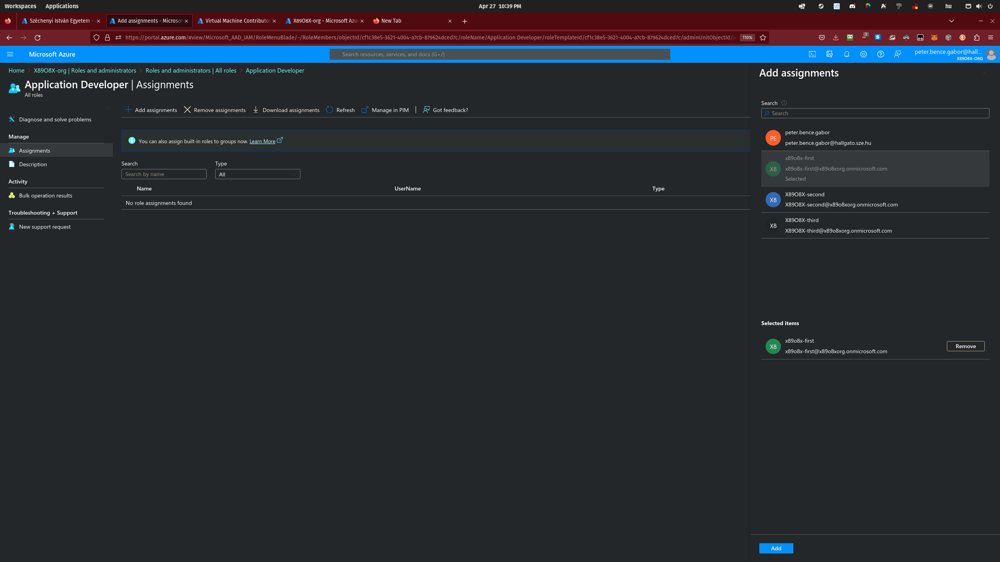 Workspaces Applications Apr 27 10:39 PM hu
Széchenyi István Egyetem - Add assignments - Microsoft Virtual Machine Contributor X89O8X-org - Microsoft Azur New Tab
https://portal.azure.com/#view/Microsoft_AAD_IAM/RoleMenuBlade/~/RoleMembers/objectId/cf1c38e5-3621-4004-a7cb-879624dced7c/roleName/Application Developer/roleTemplateId/cf1c38e5-3621-4004-a7cb-879624dced7c/adminUnitObjectId// 110% 3
Microsoft Azure Search resources, services, and docs (G+/) peter.bence.gabor@hall...
X89O8X-ORG
Home X89O8X-org | Roles and administrators Roles and administrators | All roles Application Developer
Application Developer | Assignments
All roles
Diagnose and solve problems
Manage
Assignments
Description
Activity
Bulk operation results
Troubleshooting + Support
New support request
Add assignments Remove assignments Download assignments Refresh Manage in PIM Got feedback?
You can also assign built-in roles to groups now. Learn More
Search Type
Search by name All
Name UserName Type
No role assignments found
Add assignments
Search
Search
PE
peter.bence.gabor
peter.bence.gabor@hallgato.sze.hu
X8
x89o8x-first
x89o8x-first@x89o8xorg.onmicrosoft.com
Selected
X8
X89O8X-second
X89O8X-second@x89o8xorg.onmicrosoft.com
X8
X89O8X-third
X89O8X-third@x89o8xorg.onmicrosoft.com
Selected items
X8
x89o8x-first
x89o8x-first@x89o8xorg.onmicrosoft.com
Remove
Add